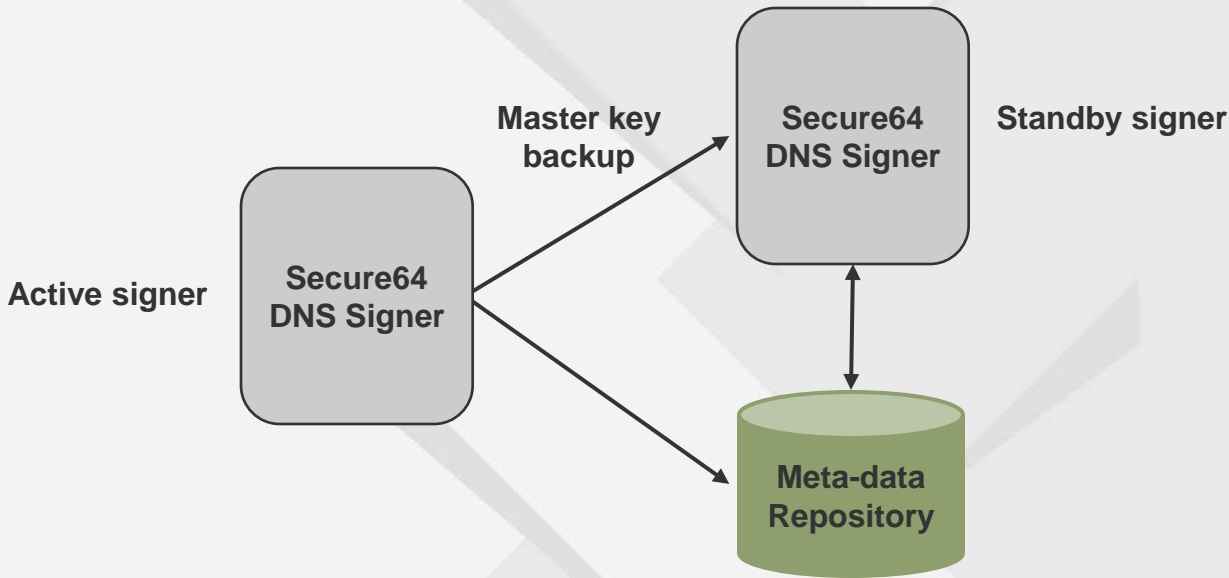 Master key
backup
Secure64
DNS Signer
Standby signer
Active signer
Secure64
DNS Signer
Meta-data
Repository